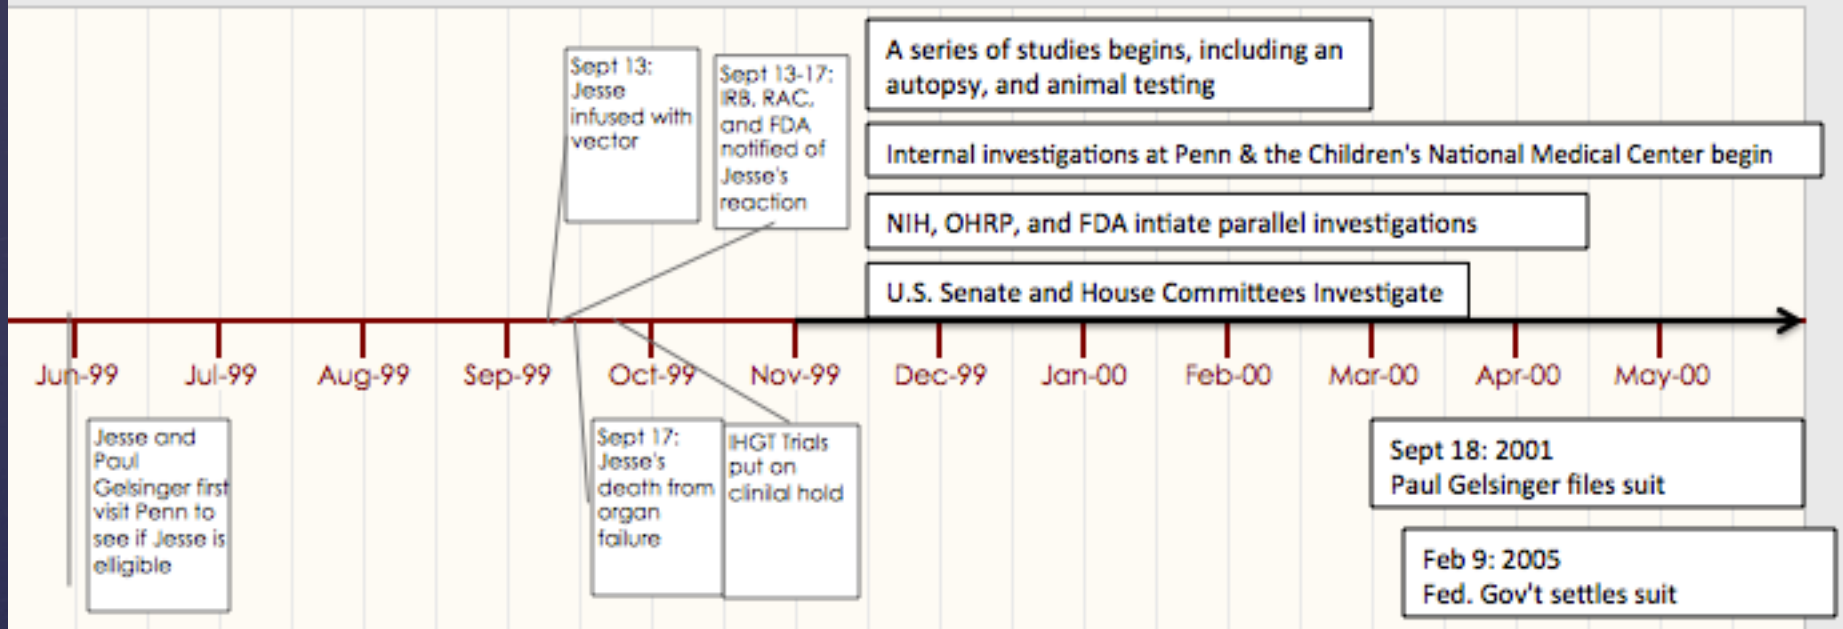 Sept 13:
Jesse
infused with
vector
Sept 13-17:
IRB, RAC,
and FDA
notified of
Jesse's
reaction
A series of studies begins, including an
autopsy, and animal testing
Internal investigations at Penn & the Children's National Medical Center begin
NIH, OHRP, and FDA intiate parallel investigations
U.S. Senate and House Committees Investigate
Jun-99
Jul-99
Aug-99
Sep-99
Oct-99
Nov-99
Dec-99
Jan-00
Feb-00
Mar-00
Apr-00
May-00
Jesse and
Paul
Gelsinger first
visit Penn to
see if Jesse is
elligible
Sept 17:
Jesse's
death from
organ
failure
IHGT Trials
put on
clinilal hold
Sept 18: 2001
Paul Gelsinger files suit
Feb 9: 2005
Fed. Gov't settles suit